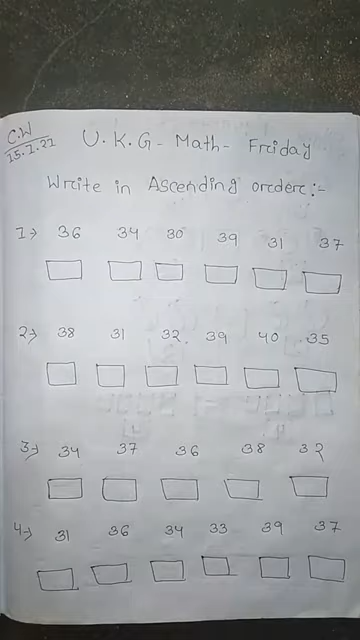 C.W
15.1.21
U.K.G - Math - Friday
Write in Ascending order:-
1→ 36 34 30 39 31 37
2→ 38 31 32 39 40 35
3→ 34 37 36 38 32
4→ 31 36 34 33 39 37